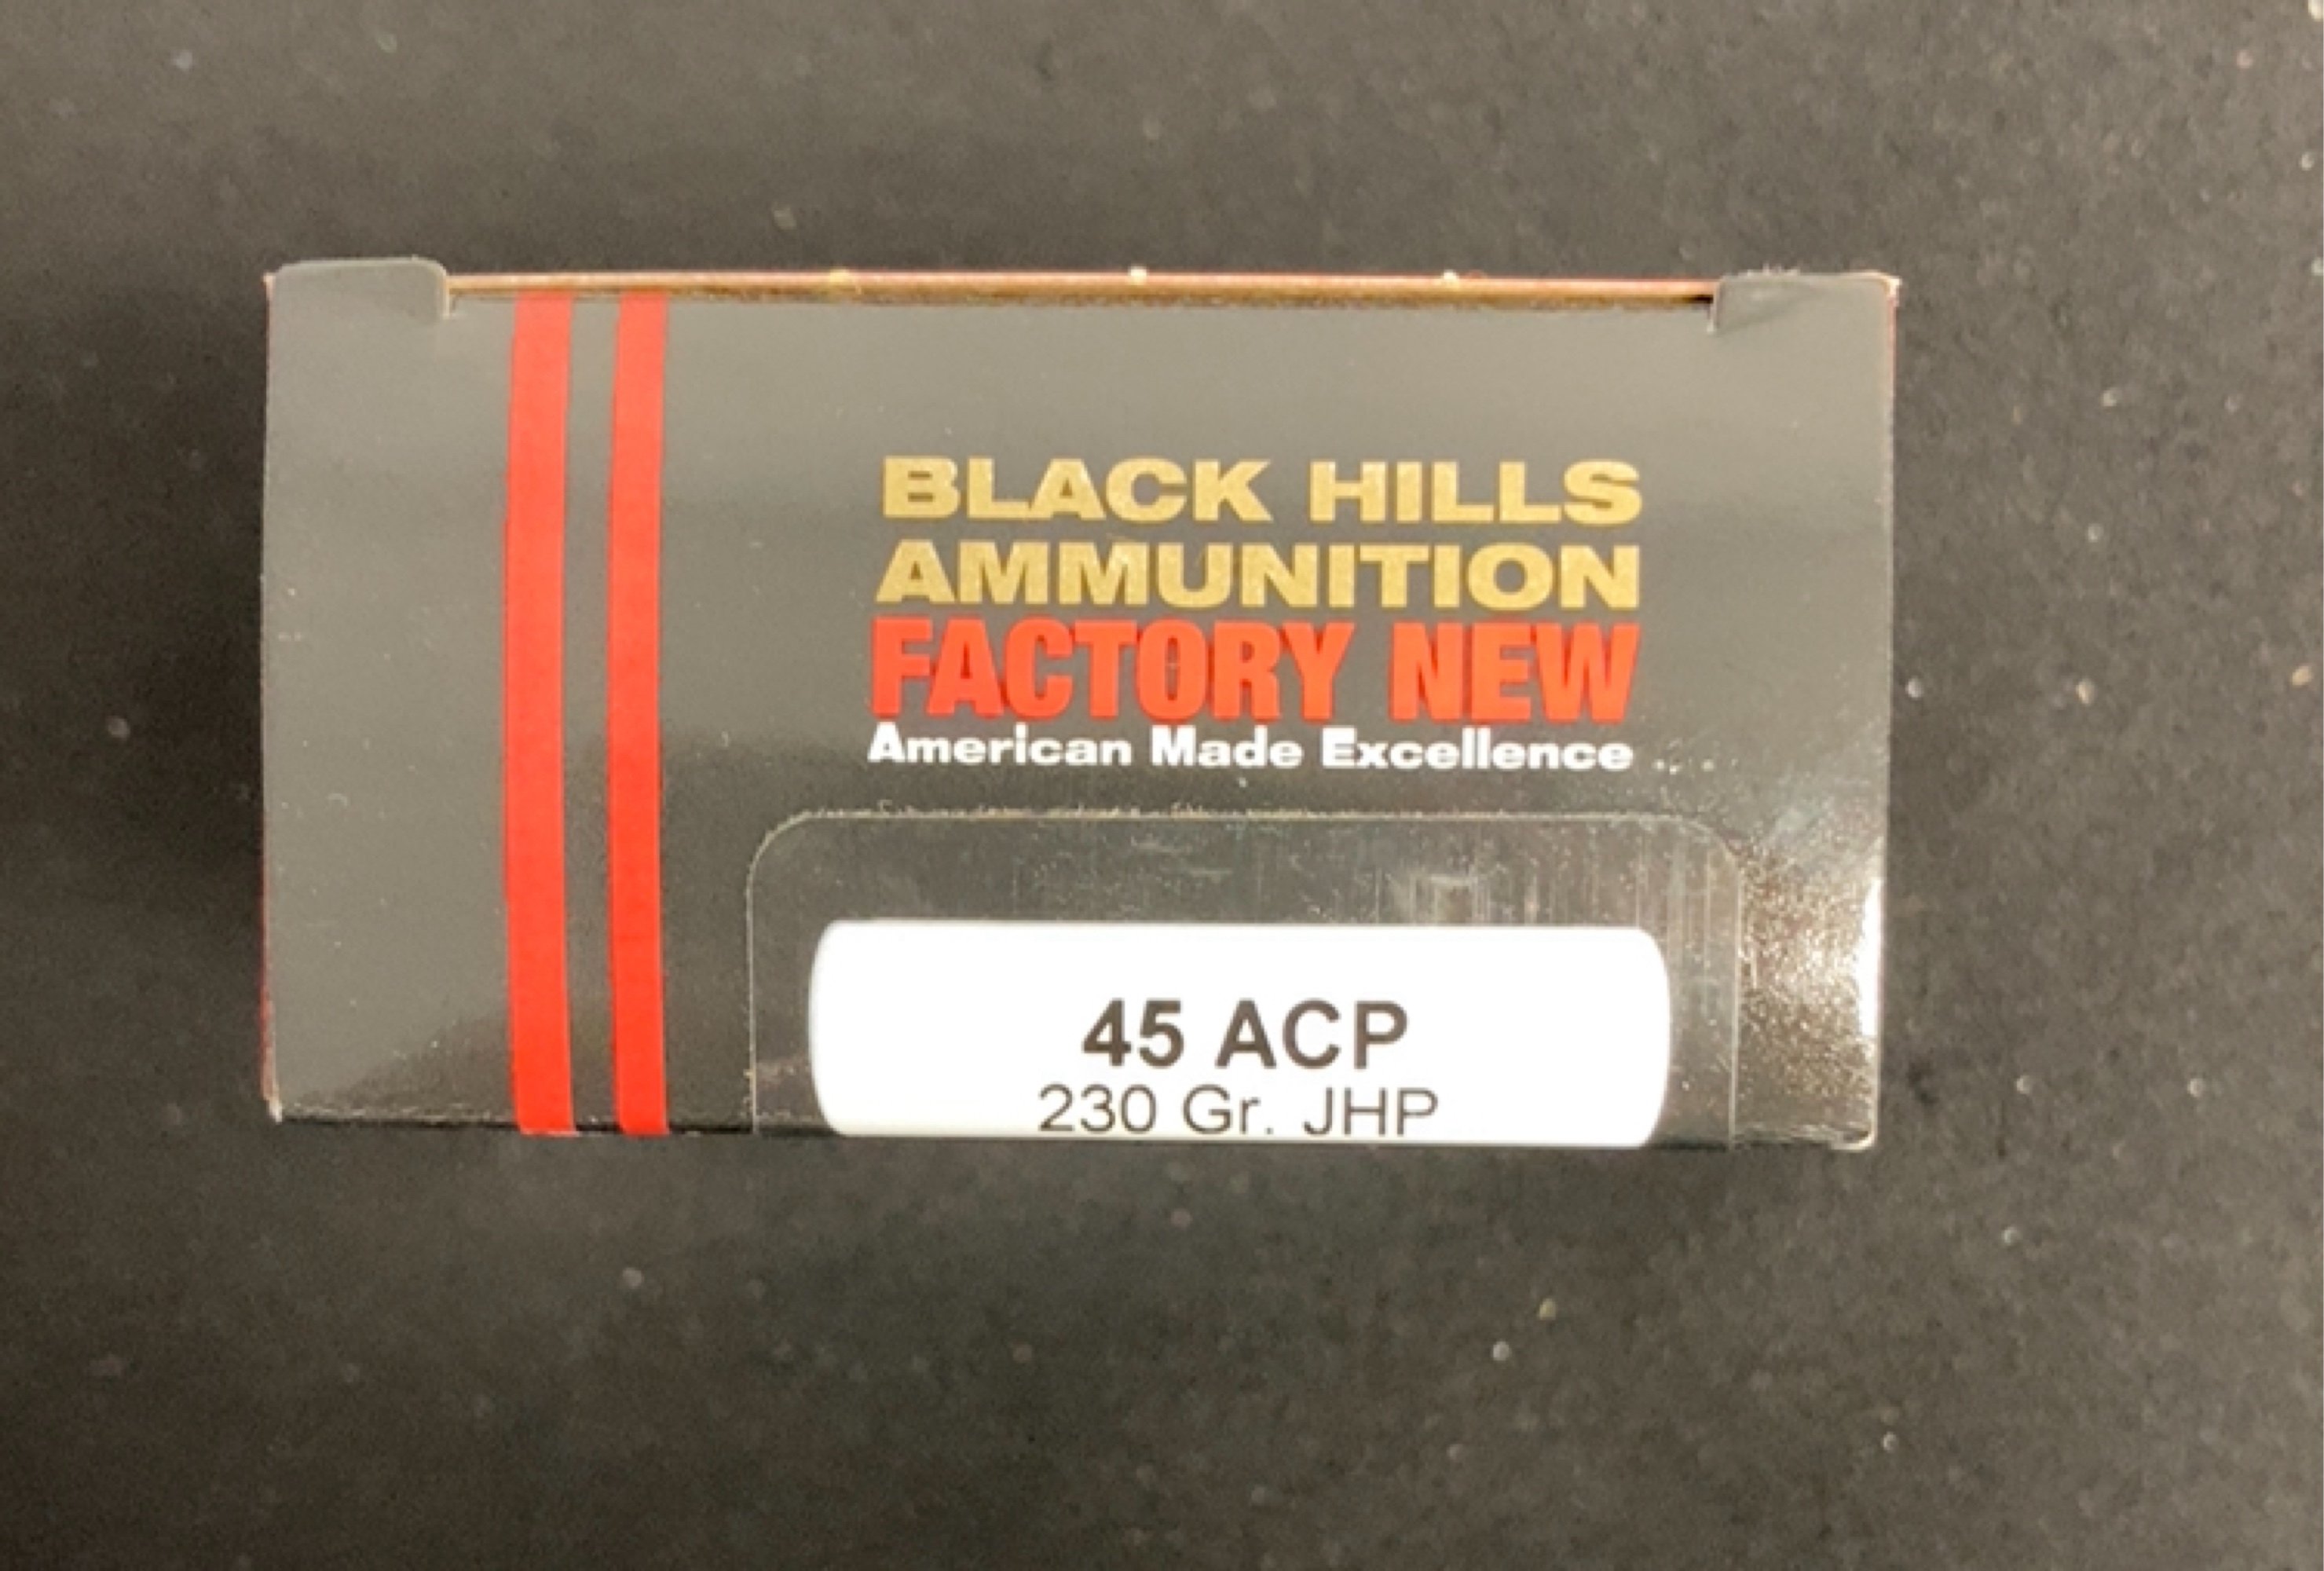 BLACK HILLS
AMMUNITION
FACTORY NEW
American Made Excellence
45 ACP
230 Gr. JHP